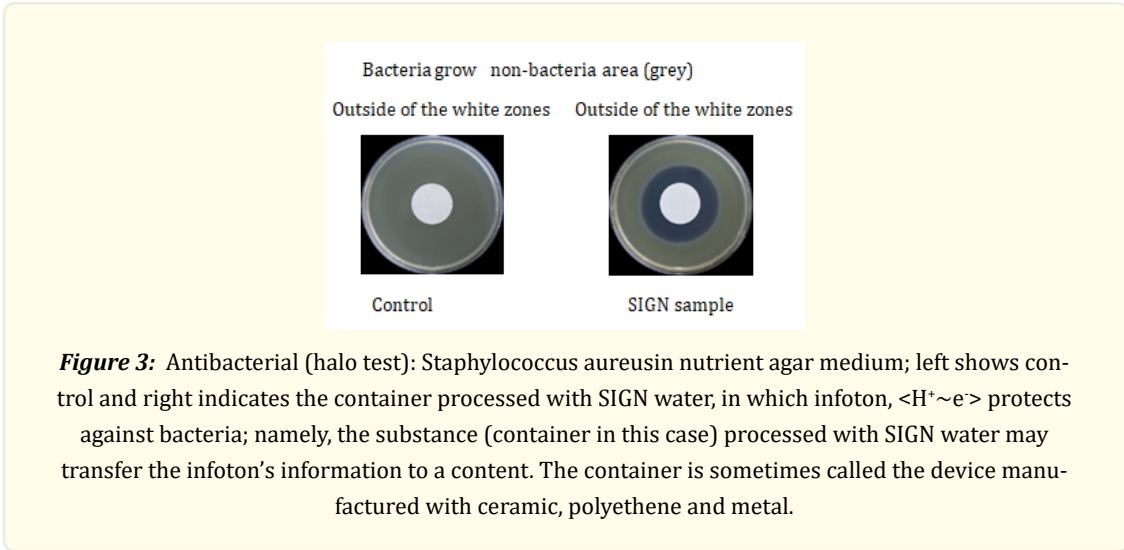 Bacteria grow non-bacteria area (grey)
Outside of the white zones Outside of the white zones
Control SIGN sample
Figure 3: Antibacterial (halo test): Staphylococcus aureusin nutrient agar medium; left shows con-
trol and right indicates the container processed with SIGN water, in which infoton, <H⁺~e⁻> protects
against bacteria; namely, the substance (container in this case) processed with SIGN water may
transfer the infoton's information to a content. The container is sometimes called the device manu-
factured with ceramic, polyethene and metal.